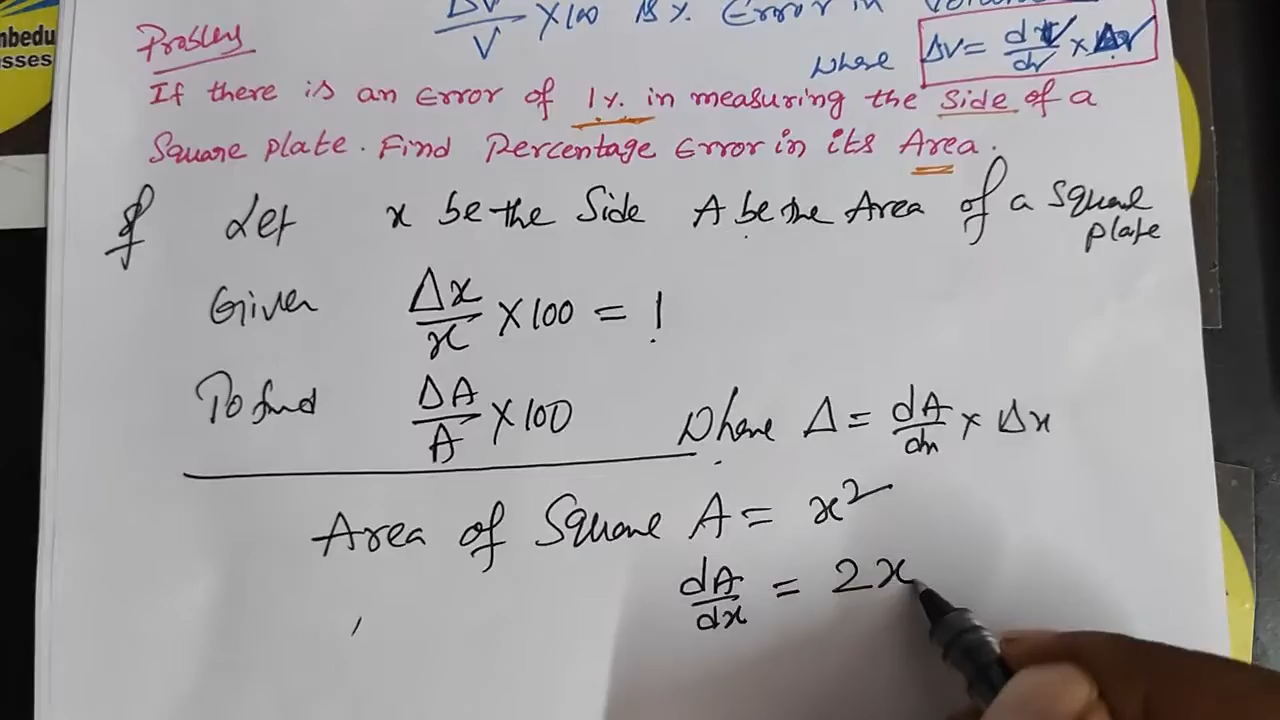 nbedu
sses
ΔV/V × 100 is % Error in
Problem
where ΔV = dV/dr × Δr
If there is an Error of 1%. in measuring the Side of a
Square plate. Find Percentage Error in its Area.
Let x be the Side A be the Area of a Square
plate
Given Δx/x × 100 = 1
To find ΔA/A × 100 Where Δ = dA/dx × Δx
Area of Square A = x²
dA/dx = 2x